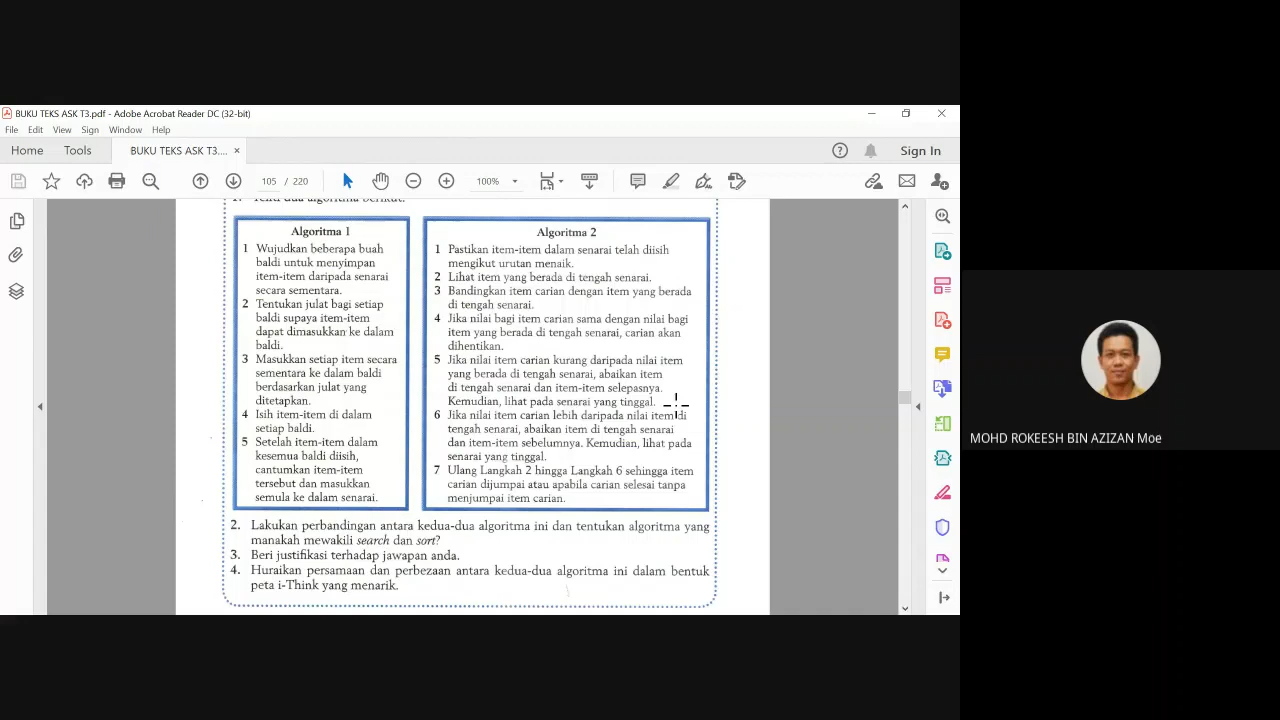 BUKU TEKS ASK T3.pdf - Adobe Acrobat Reader DC (32-bit)
File Edit View Sign Window Help
Home Tools BUKU TEKS ASK T3.... × Sign In
105 / 220 100%
1. Teliti dua algoritma berikut.
Algoritma 1
1 Wujudkan beberapa buah
baldi untuk menyimpan
item-item daripada senarai
secara sementara.
2 Tentukan julat bagi setiap
baldi supaya item-item
dapat dimasukkan ke dalam
baldi.
3 Masukkan setiap item secara
sementara ke dalam baldi
berdasarkan julat yang
ditetapkan.
4 Isih item-item di dalam
setiap baldi.
5 Setelah item-item dalam
kesemua baldi diisih,
cantumkan item-item
tersebut dan masukkan
semula ke dalam senarai.
Algoritma 2
1 Pastikan item-item dalam senarai telah diisih
mengikut urutan menaik.
2 Lihat item yang berada di tengah senarai.
3 Bandingkan item carian dengan item yang berada
di tengah senarai.
4 Jika nilai bagi item carian sama dengan nilai bagi
item yang berada di tengah senarai, carian akan
dihentikan.
5 Jika nilai item carian kurang daripada nilai item
yang berada di tengah senarai, abaikan item
di tengah senarai dan item-item selepasnya.
Kemudian, lihat pada senarai yang tinggal.
6 Jika nilai item carian lebih daripada nilai item di
tengah senarai, abaikan item di tengah senarai
dan item-item sebelumnya. Kemudian, lihat pada
senarai yang tinggal.
7 Ulang Langkah 2 hingga Langkah 6 sehingga item
carian dijumpai atau apabila carian selesai tanpa
menjumpai item carian.
2. Lakukan perbandingan antara kedua-dua algoritma ini dan tentukan algoritma yang
manakah mewakili search dan sort?
3. Beri justifikasi terhadap jawapan anda.
4. Huraikan persamaan dan perbezaan antara kedua-dua algoritma ini dalam bentuk
peta i-Think yang menarik.
MOHD ROKEESH BIN AZIZAN Moe